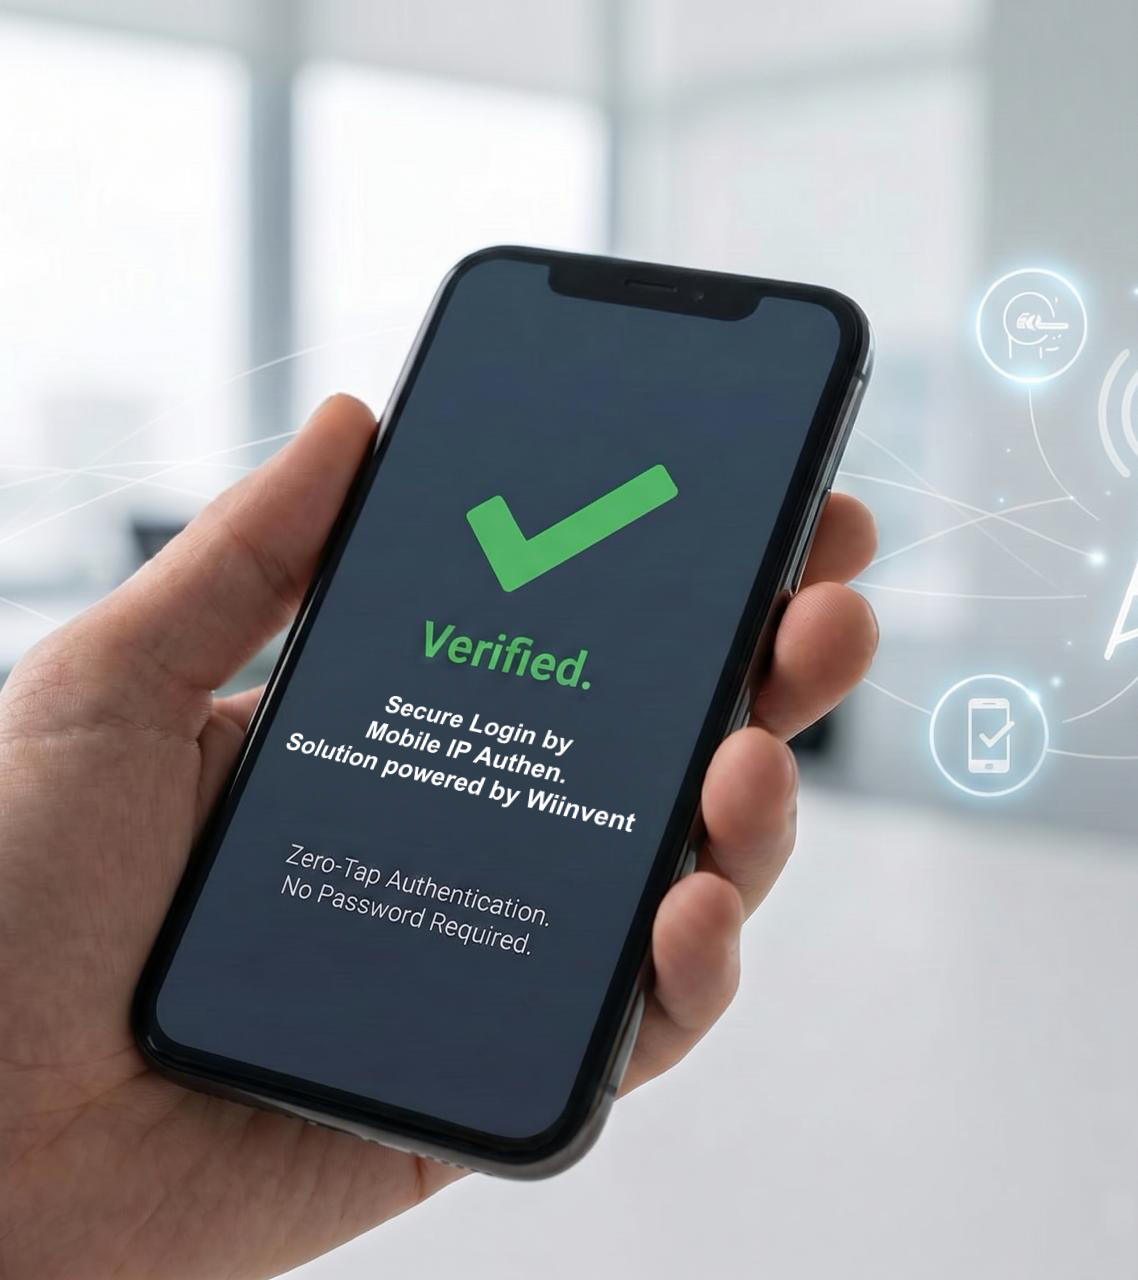 Verified.
Secure Login by
Mobile IP Authen.
Solution powered by Wiinvent
Zero-Tap Authentication.
No Password Required.